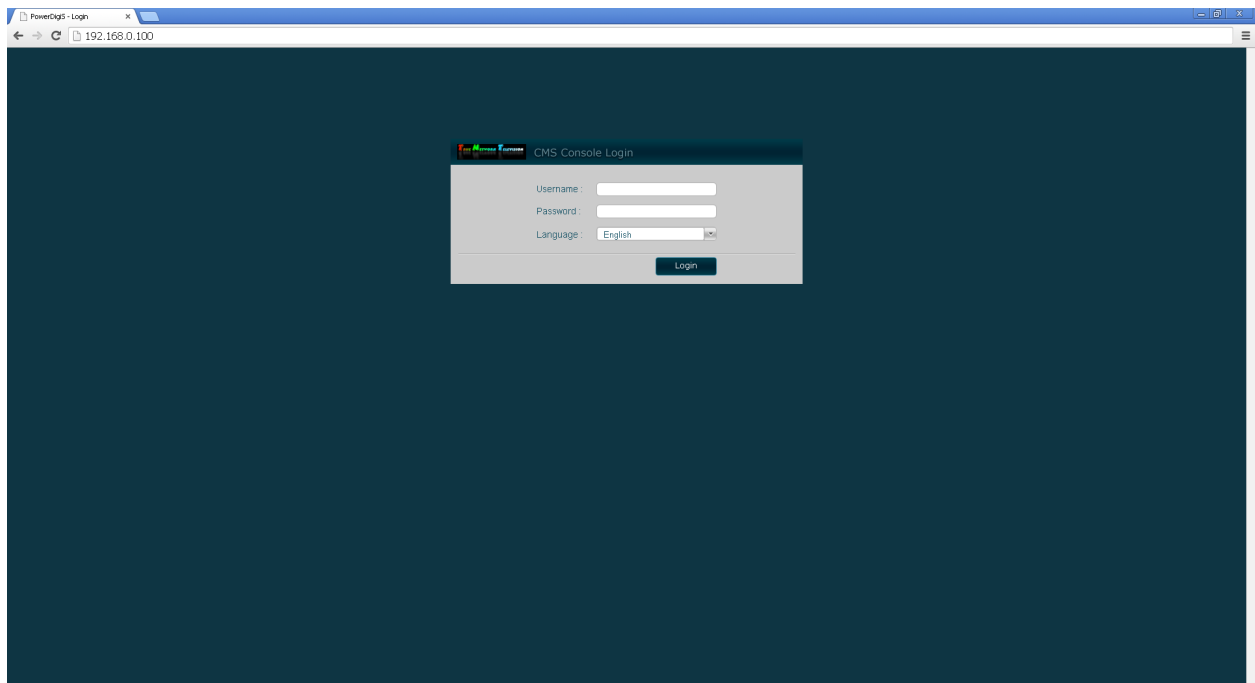 PowerDigiS - Login
192.168.0.100
CMS Console Login
Username :
Password :
Language : English
Login